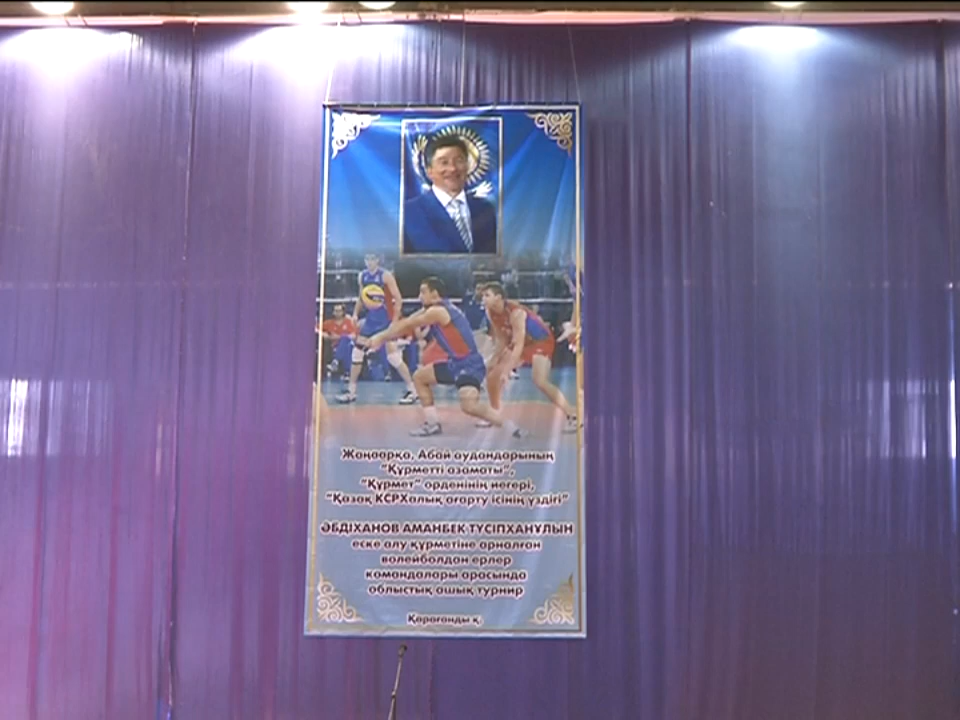 Жаңаарқа, Абай аудандарының
"Құрметті азаматы",
"Құрмет" орденінің иегері,
"Қазақ КСРХалық ағарту ісінің үздігі"
ӘБДІХАНОВ АМАНБЕК ТҮСІПХАНҰЛЫН
еске алу құрметіне арналған
волейболдан ерлер
командалары арасында
облыстық ашық турнир
Қарағанды қ.